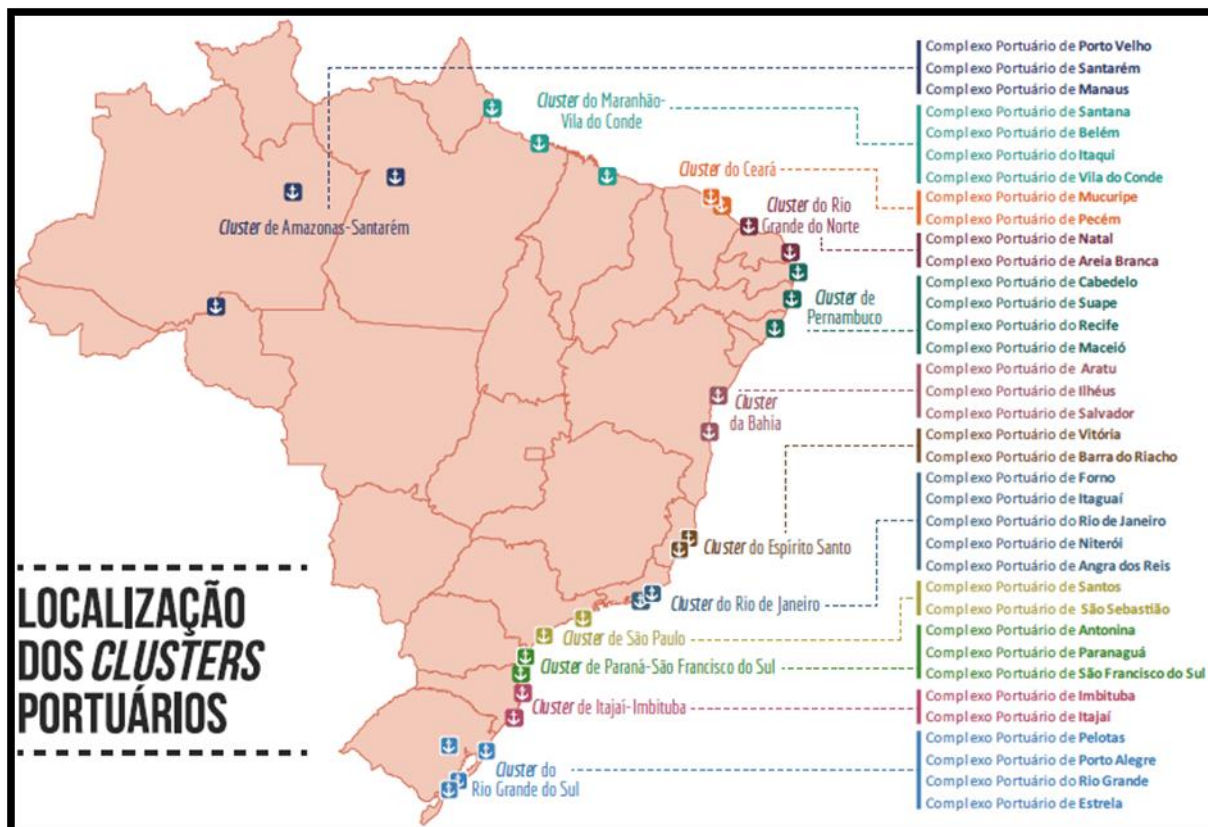 Complexo Portuário de Porto Velho
Complexo Portuário de Santarém
Complexo Portuário de Manaus
Cluster de Amazonas-Santarém
Cluster do Maranhão-
Vila do Conde
Complexo Portuário de Santana
Complexo Portuário de Belém
Complexo Portuário de Itaqui
Complexo Portuário de Vila do Conde
Cluster do Ceará
Complexo Portuário de Mucuripe
Complexo Portuário de Pecém
Cluster do Rio
Grande do Norte
Complexo Portuário de Natal
Complexo Portuário de Areia Branca
Cluster de
Pernambuco
Complexo Portuário de Cabedelo
Complexo Portuário de Suape
Complexo Portuário de Recife
Complexo Portuário de Maceió
Cluster
da Bahia
Complexo Portuário de Aratu
Complexo Portuário de Ilhéus
Complexo Portuário de Salvador
Cluster do Espírito Santo
Complexo Portuário de Vitória
Complexo Portuário de Barra do Riacho
Cluster do Rio de Janeiro
Complexo Portuário de Forno
Complexo Portuário de Itaguaí
Complexo Portuário do Rio de Janeiro
Complexo Portuário de Niterói
Complexo Portuário de Angra dos Reis
Cluster de São Paulo
Complexo Portuário de Santos
Complexo Portuário de São Sebastião
Cluster de Paraná-São Francisco do Sul
Complexo Portuário de Antonina
Complexo Portuário de Paranaguá
Complexo Portuário de São Francisco do Sul
Cluster de Itajaí-Imbituba
Complexo Portuário de Imbituba
Complexo Portuário de Itajaí
Cluster do
Rio Grande do Sul
Complexo Portuário de Pelotas
Complexo Portuário de Porto Alegre
Complexo Portuário do Rio Grande
Complexo Portuário de Estrela
LOCALIZAÇÃO
DOS CLUSTERS
PORTUÁRIOS